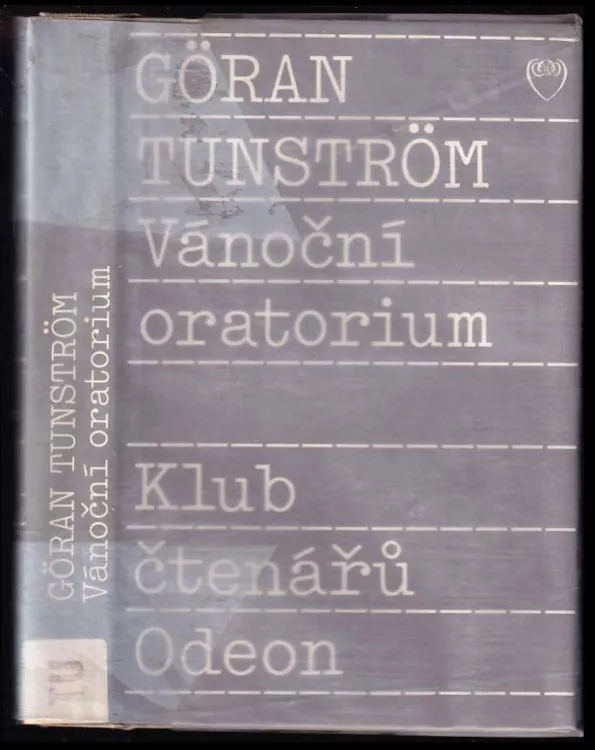 GÖRAN
TUNSTRÖM
Vánoční
oratorium
Klub
čtenářů
Odeon
GÖRAN TUNSTRÖM
Vánoční oratorium
TU